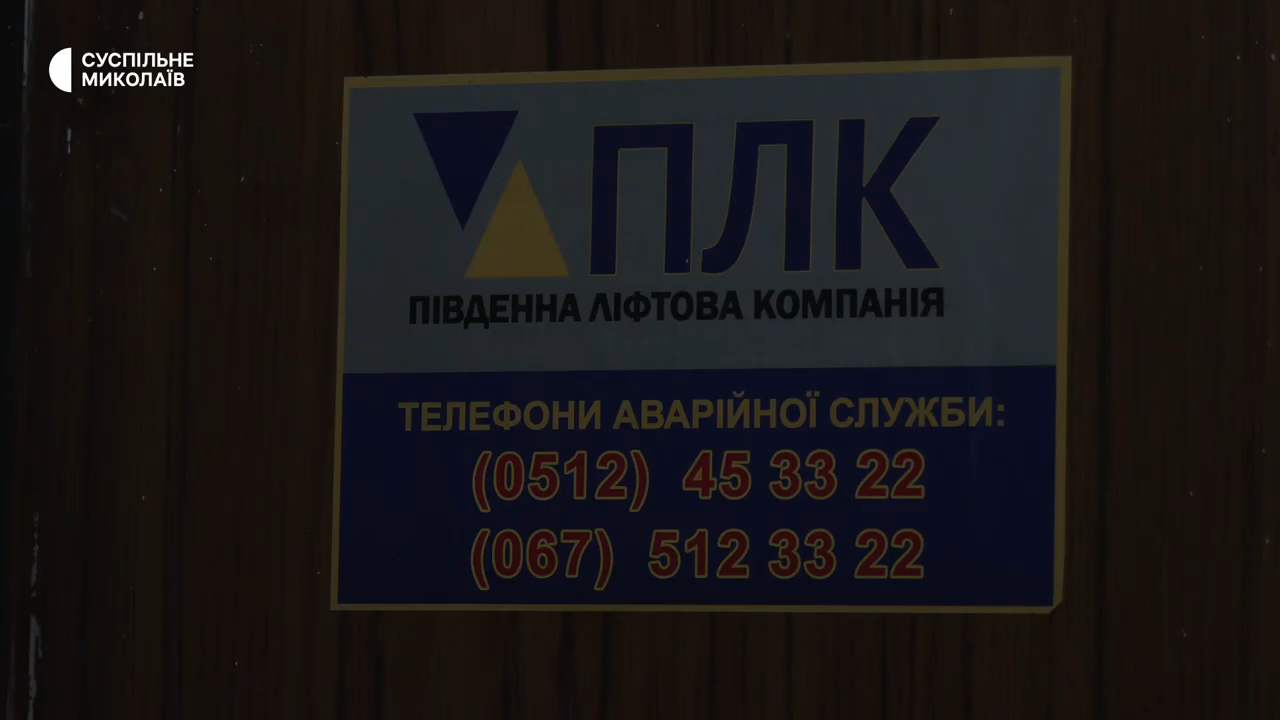 СУСПІЛЬНЕ
МИКОЛАЇВ
ПЛК
ПІВДЕННА ЛІФТОВА КОМПАНІЯ
ТЕЛЕФОНИ АВАРІЙНОЇ СЛУЖБИ:
(0512) 45 33 22
(067) 512 33 22